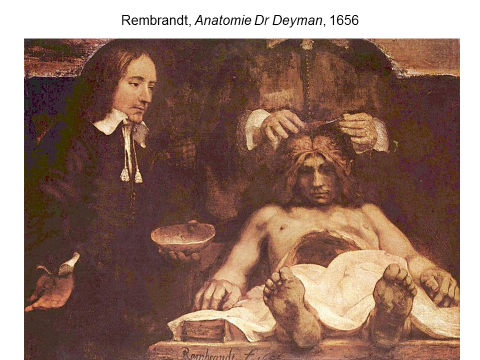 Rembrandt, Anatomie Dr Deyman, 1656
Rembrandt f